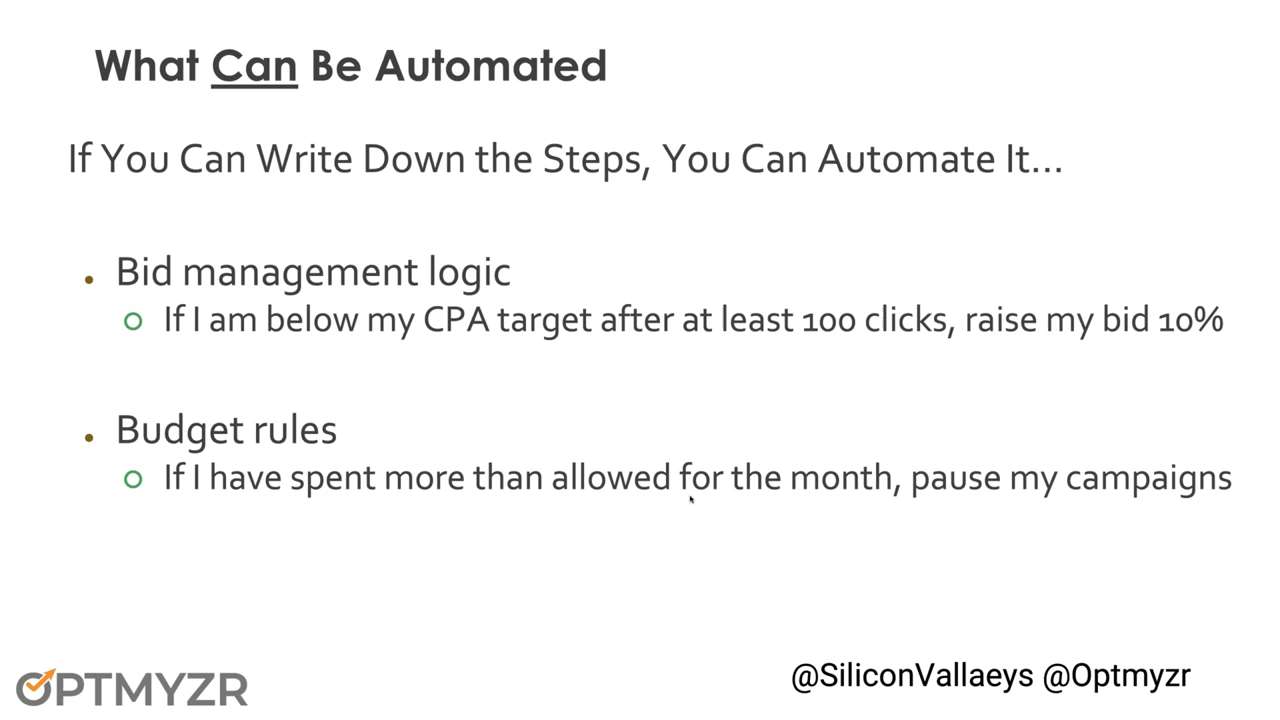 What Can Be Automated
If You Can Write Down the Steps, You Can Automate It...
Bid management logic
If I am below my CPA target after at least 100 clicks, raise my bid 10%
Budget rules
If I have spent more than allowed for the month, pause my campaigns
OPTMYZR
@SiliconVallaeys @Optmyzr